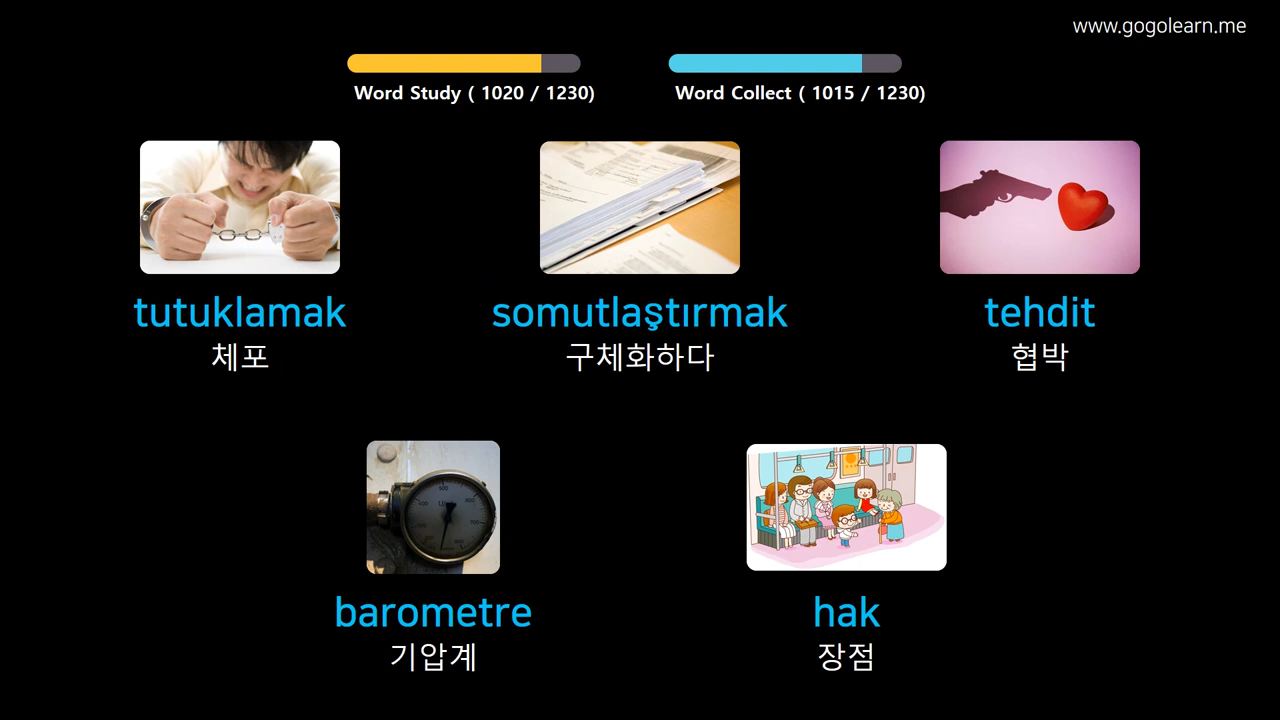 www.gogolearn.me
Word Study ( 1020 / 1230)
Word Collect ( 1015 / 1230)
tutuklamak
체포
somutlaştırmak
구체화하다
tehdit
협박
barometre
기압계
hak
장점